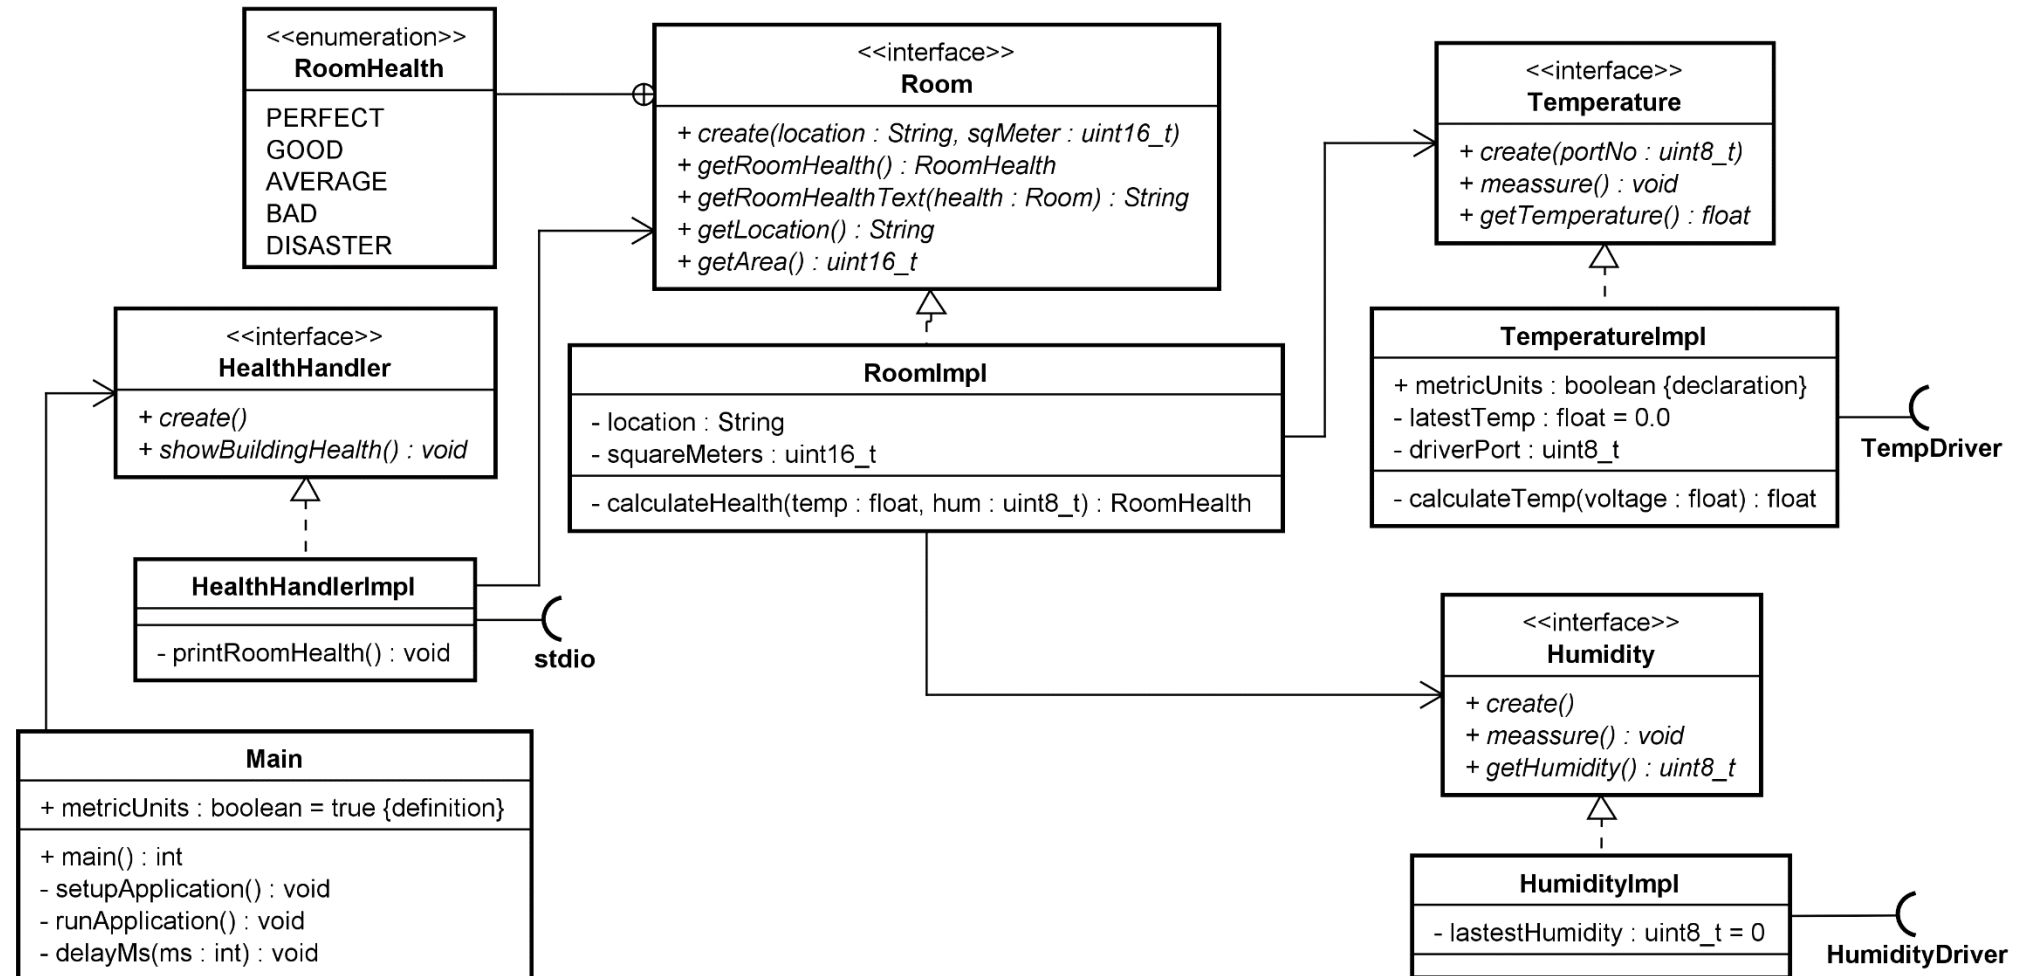 <<enumeration>>
RoomHealth
PERFECT
GOOD
AVERAGE
BAD
DISASTER
<<interface>>
Room
+ create(location : String, sqMeter : uint16_t)
+ getRoomHealth() : RoomHealth
+ getRoomHealthText(health : Room) : String
+ getLocation() : String
+ getArea() : uint16_t
<<interface>>
Temperature
+ create(portNo : uint8_t)
+ meassure() : void
+ getTemperature() : float
<<interface>>
HealthHandler
+ create()
+ showBuildingHealth() : void
RoomImpl
- location : String
- squareMeters : uint16_t
- calculateHealth(temp : float, hum : uint8_t) : RoomHealth
TemperatureImpl
+ metricUnits : boolean {declaration}
- latestTemp : float = 0.0
- driverPort : uint8_t
- calculateTemp(voltage : float) : float
TempDriver
HealthHandlerImpl
- printRoomHealth() : void
stdio
<<interface>>
Humidity
+ create()
+ meassure() : void
+ getHumidity() : uint8_t
Main
+ metricUnits : boolean = true {definition}
+ main() : int
- setupApplication() : void
- runApplication() : void
- delayMs(ms : int) : void
HumidityImpl
- lastestHumidity : uint8_t = 0
HumidityDriver